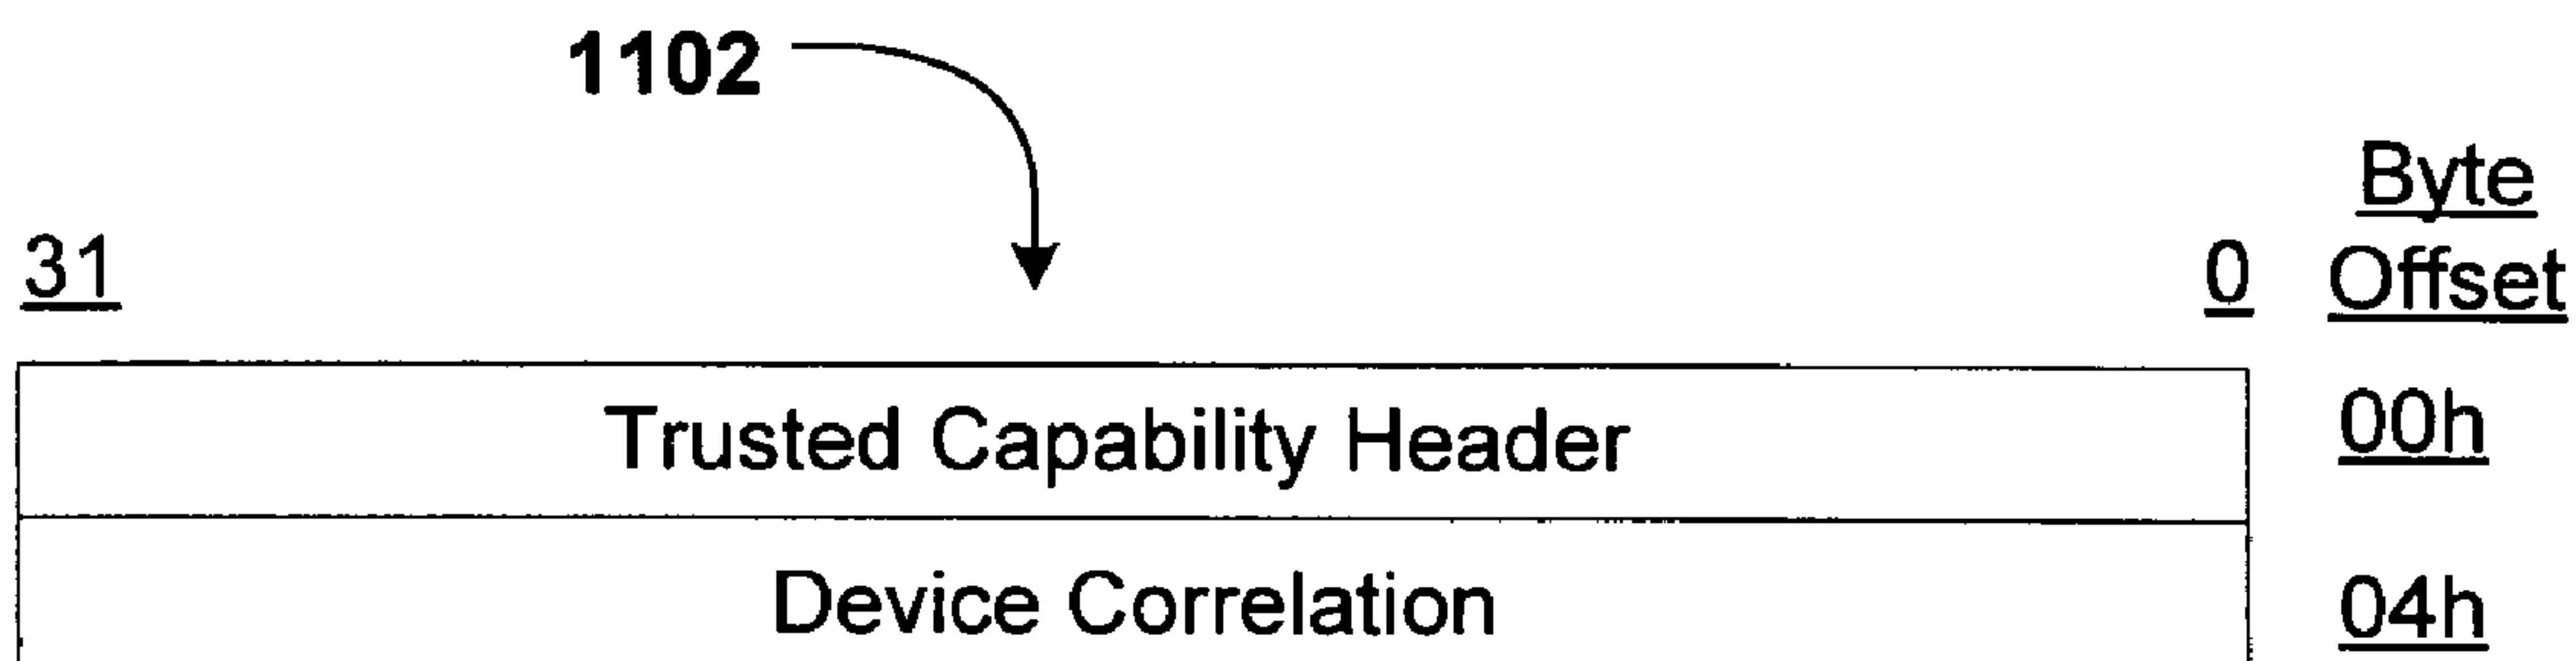 1102
Byte
31 0 Offset
Trusted Capability Header 00h
Device Correlation 04h